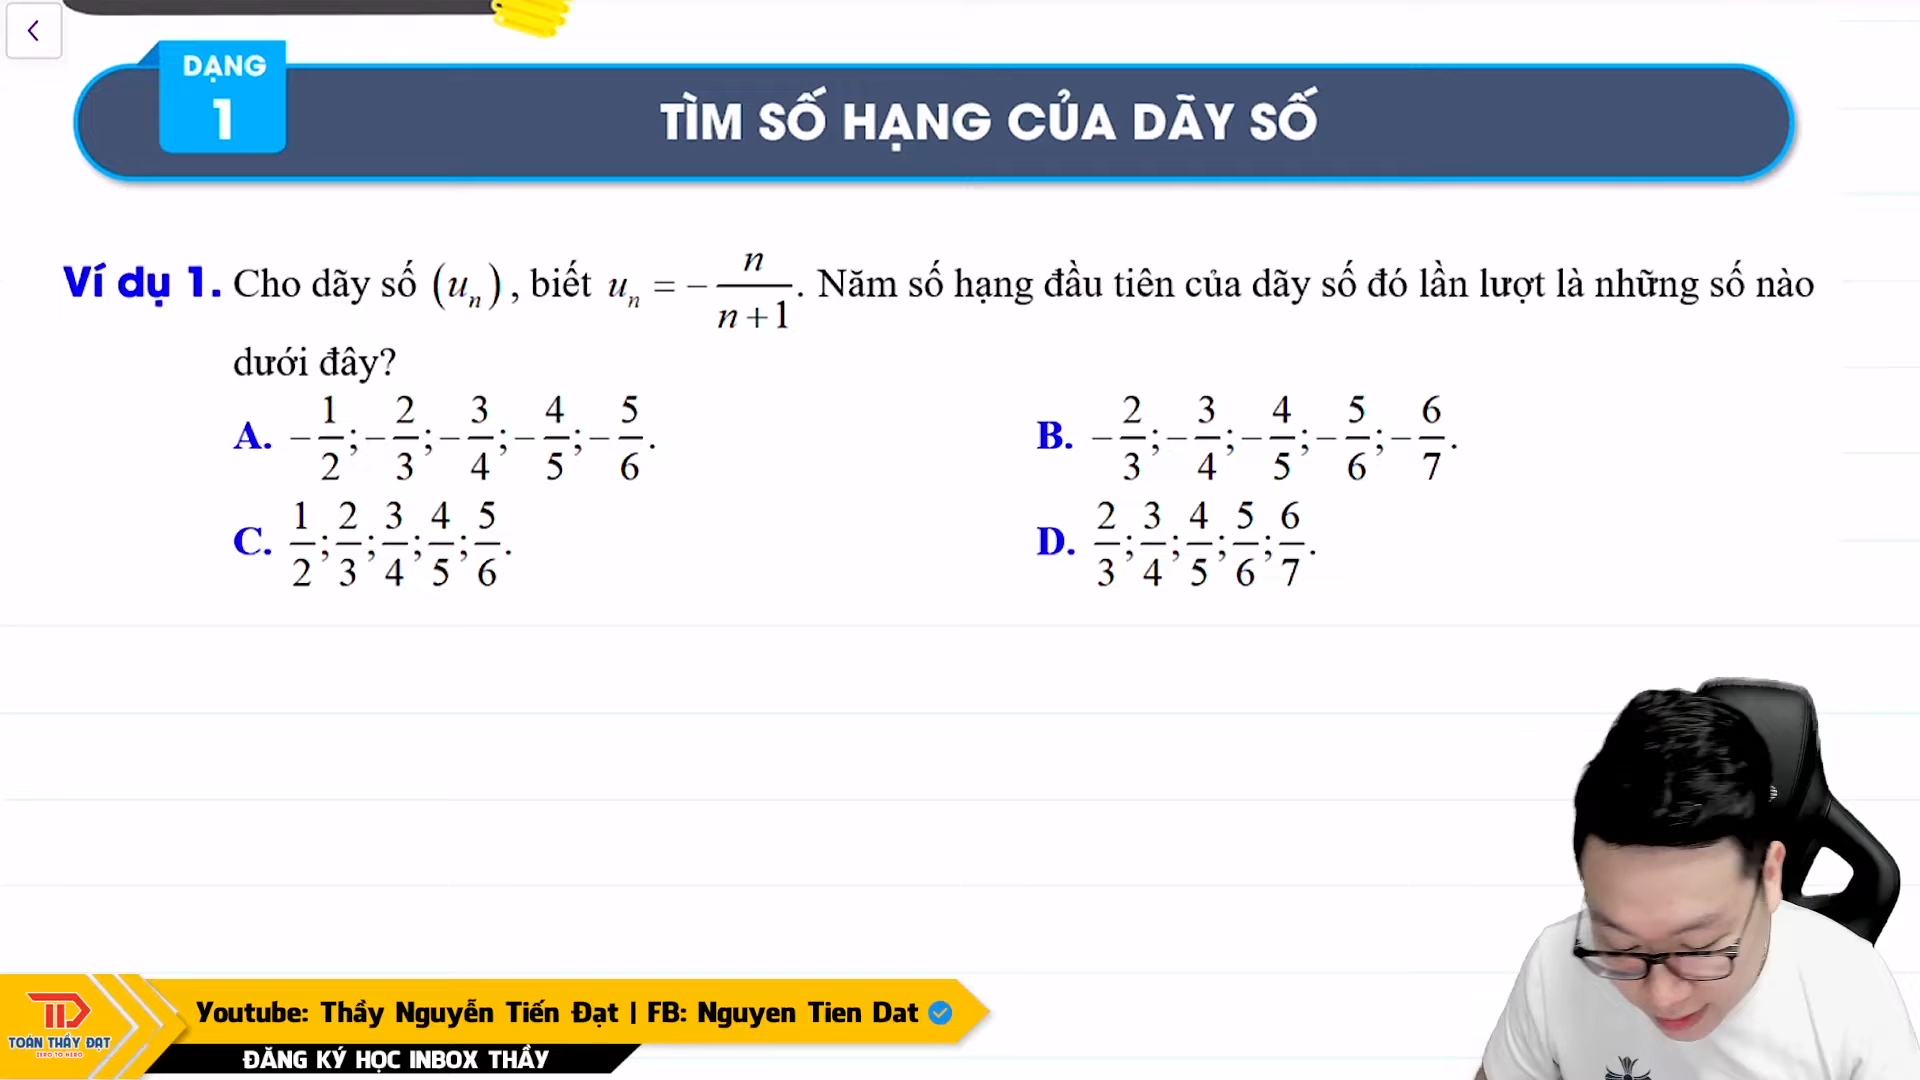 DẠNG
1
TÌM SỐ HẠNG CỦA DÃY SỐ
Ví dụ 1. Cho dãy số (uₙ), biết uₙ = −n/(n+1). Năm số hạng đầu tiên của dãy số đó lần lượt là những số nào
dưới đây?
A. −1/2; −2/3; −3/4; −4/5; −5/6.
B. −2/3; −3/4; −4/5; −5/6; −6/7.
C. 1/2; 2/3; 3/4; 4/5; 5/6.
D. 2/3; 3/4; 4/5; 5/6; 6/7.
TOÁN THẦY ĐẠT
ZERO TO HERO
Youtube: Thầy Nguyễn Tiến Đạt | FB: Nguyen Tien Dat
ĐĂNG KÝ HỌC INBOX THẦY